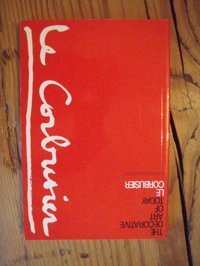 Le Corbusier
THE
DECORATIVE
ART
OF
TODAY
LE
CORBUSIER